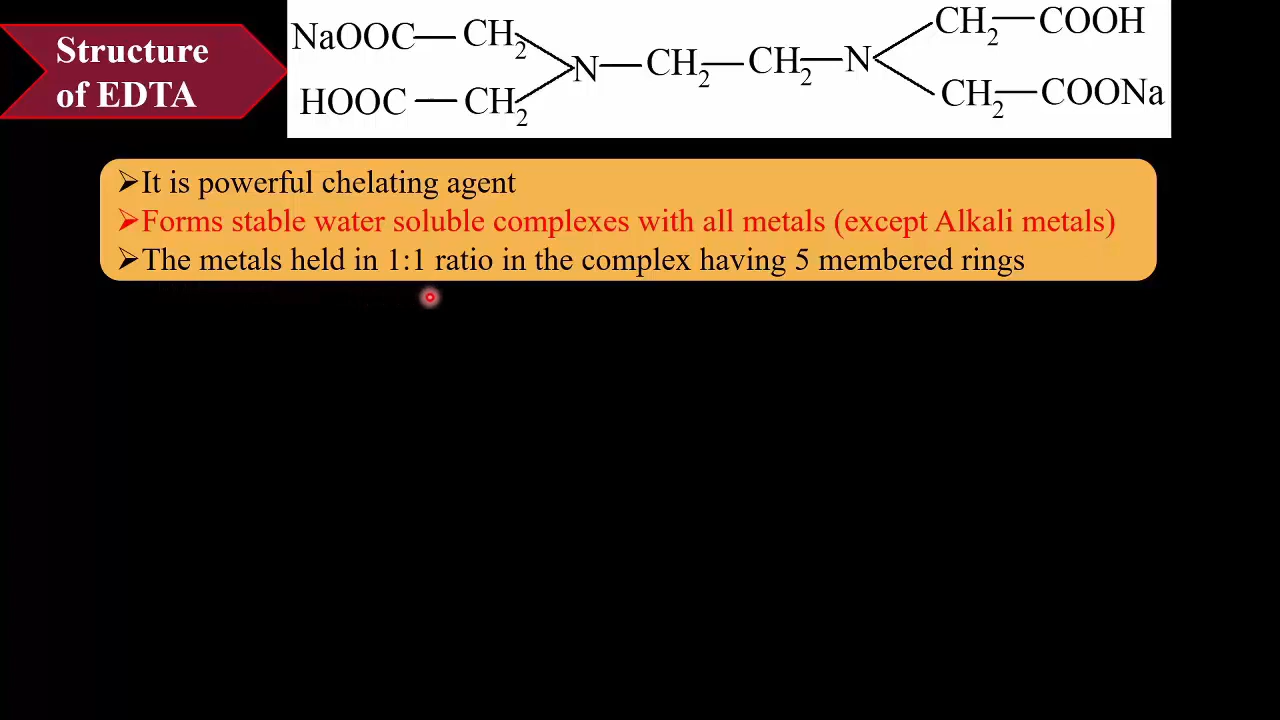 Structure
of EDTA
NaOOC—CH2
CH2—COOH
N—CH2—CH2—N
HOOC—CH2
CH2—COONa
➢It is powerful chelating agent
➢Forms stable water soluble complexes with all metals (except Alkali metals)
➢The metals held in 1:1 ratio in the complex having 5 membered rings